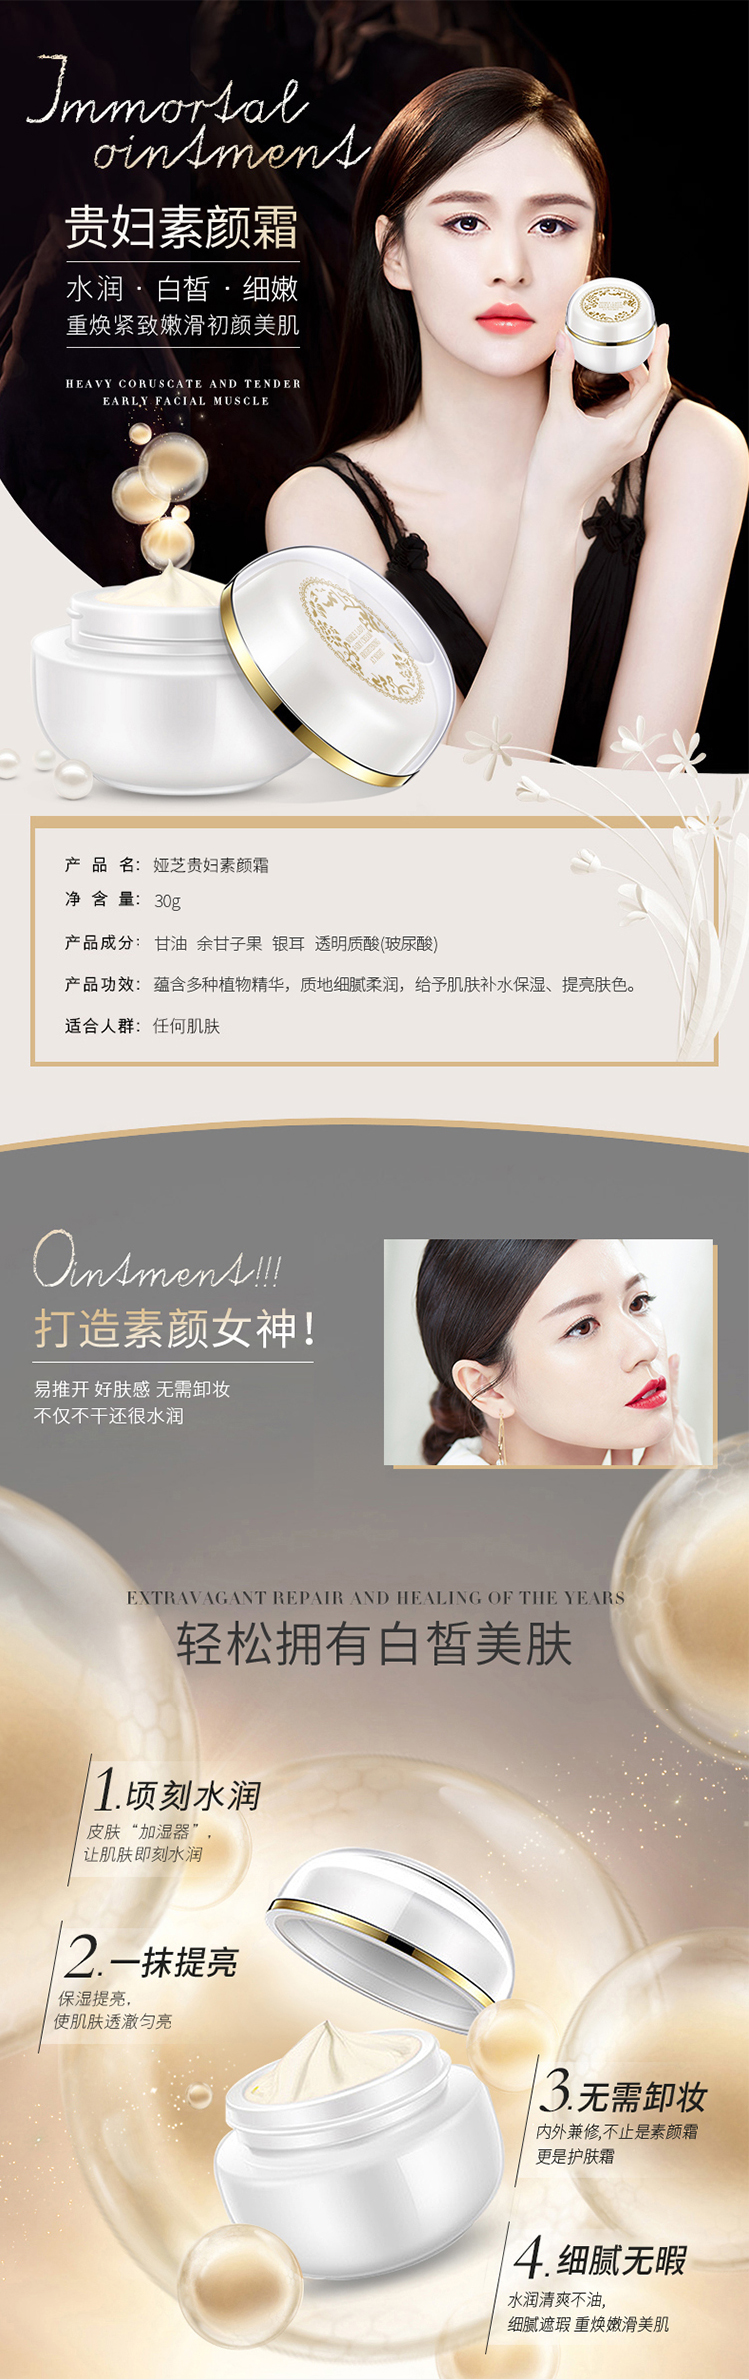 Immortal
ointment
贵妇素颜霜
水润·白皙·细嫩
重焕紧致嫩滑初颜美肌
HEAVY CORUSCATE AND TENDER
EARLY FACIAL MUSCLE
产品名：娅芝贵妇素颜霜
净含量：30g
产品成分：甘油 余甘子果 银耳 透明质酸(玻尿酸)
产品功效：蕴含多种植物精华，质地细腻柔润，给予肌肤补水保湿、提亮肤色。
适合人群：任何肌肤
Ointment!!!
打造素颜女神！
易推开 好肤感 无需卸妆
不仅不干还很水润
EXTRAVAGANT REPAIR AND HEALING OF THE YEARS
轻松拥有白皙美肤
1.顷刻水润
皮肤“加湿器”，
让肌肤即刻水润
2.一抹提亮
保湿提亮，
使肌肤透澈匀亮
3.无需卸妆
内外兼修,不止是素颜霜
更是护肤霜
4.细腻无暇
水润清爽不油,
细腻遮瑕 重焕嫩滑美肌